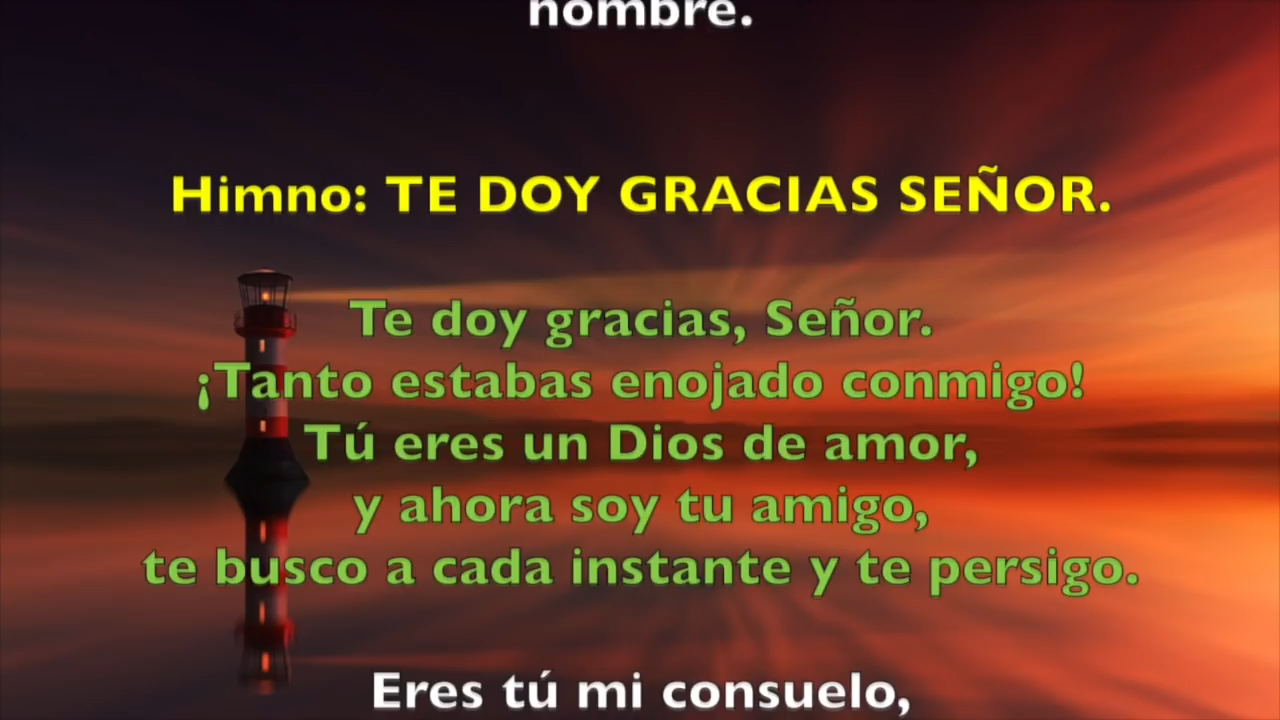 nombre.
Himno: TE DOY GRACIAS SEÑOR.
Te doy gracias, Señor.
¡Tanto estabas enojado conmigo!
Tú eres un Dios de amor,
y ahora soy tu amigo,
te busco a cada instante y te persigo.
Eres tú mi consuelo,